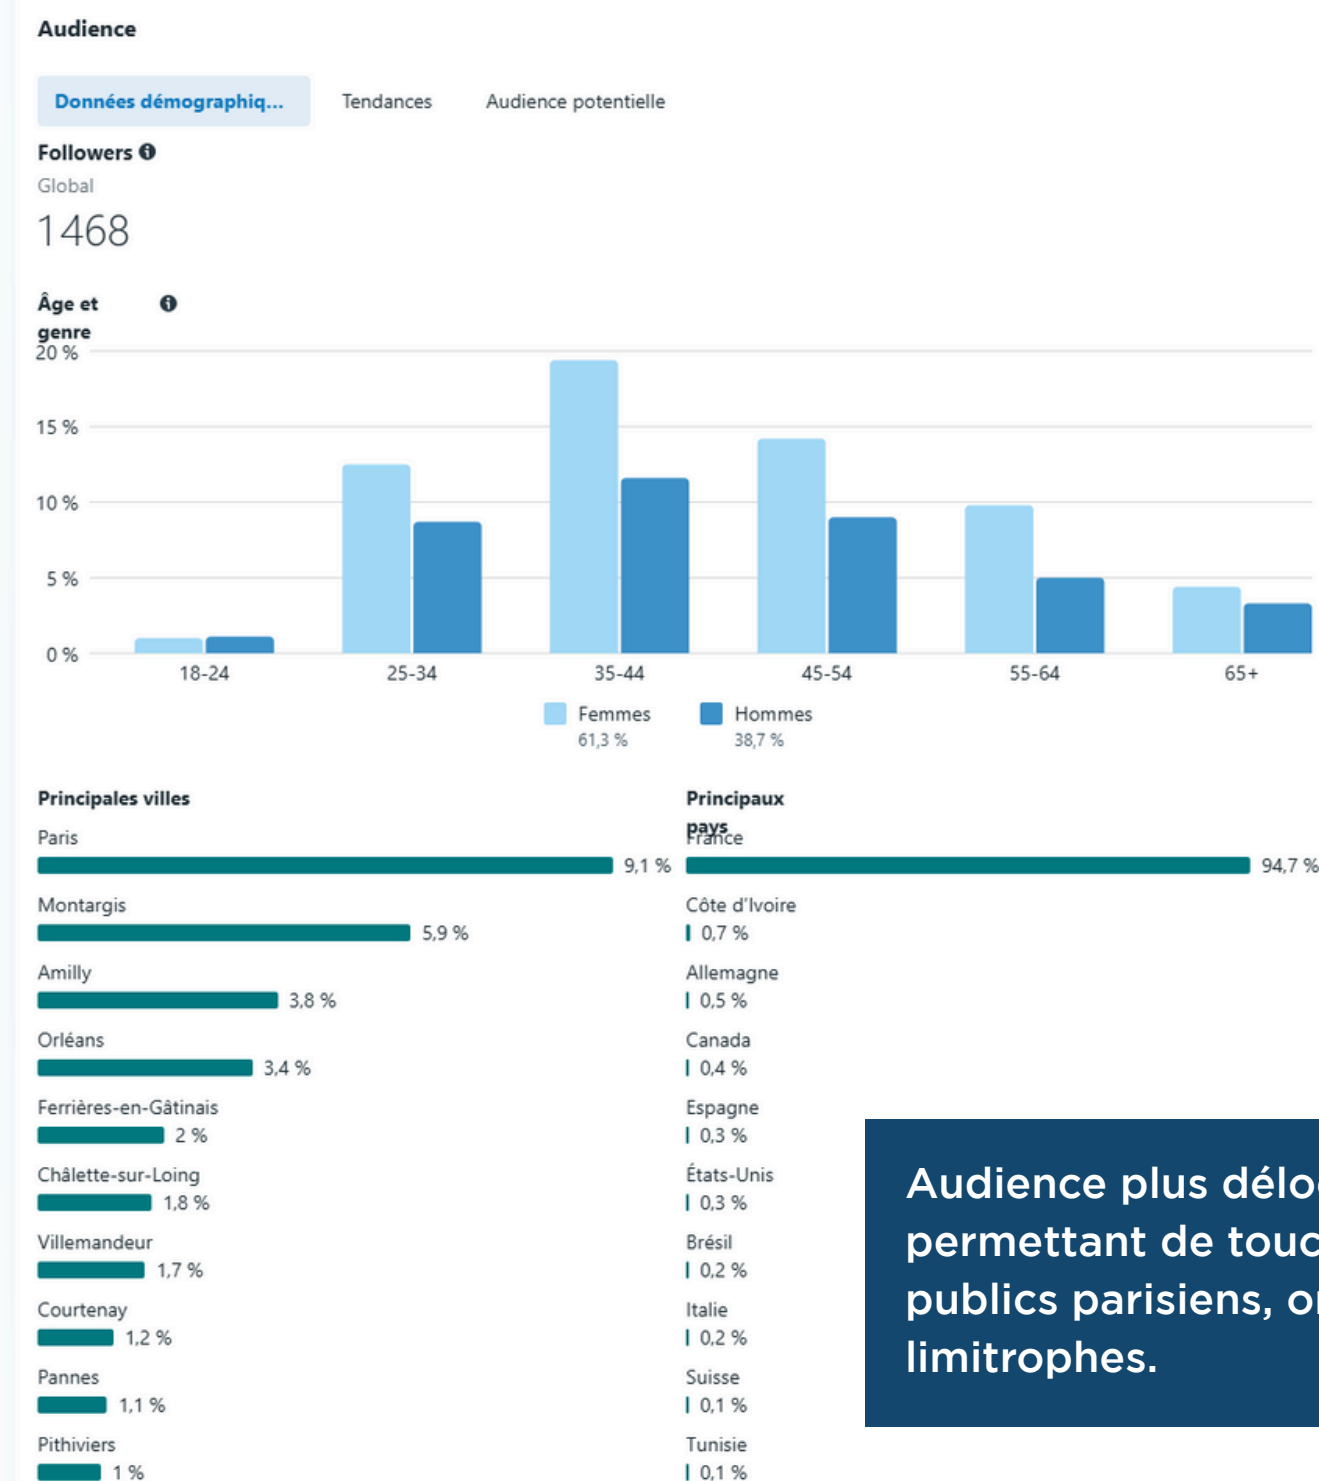 Audience
Données démographiq...
Tendances
Audience potentielle
Followers
Global
1468
Âge et
genre
20 %
15 %
10 %
5 %
0 %
18-24
25-34
35-44
45-54
55-64
65+
Femmes
61,3 %
Hommes
38,7 %
Principales villes
Paris
9,1 %
Montargis
5,9 %
Amilly
3,8 %
Orléans
3,4 %
Ferrières-en-Gâtinais
2 %
Châlette-sur-Loing
1,8 %
Villemandeur
1,7 %
Courtenay
1,2 %
Pannes
1,1 %
Pithiviers
1 %
Principaux
pays
France
94,7 %
Côte d'Ivoire
0,7 %
Allemagne
0,5 %
Canada
0,4 %
Espagne
0,3 %
États-Unis
0,3 %
Brésil
0,2 %
Italie
0,2 %
Suisse
0,1 %
Tunisie
0,1 %
Audience plus
permettant de
publics parisiens,
limitrophes.